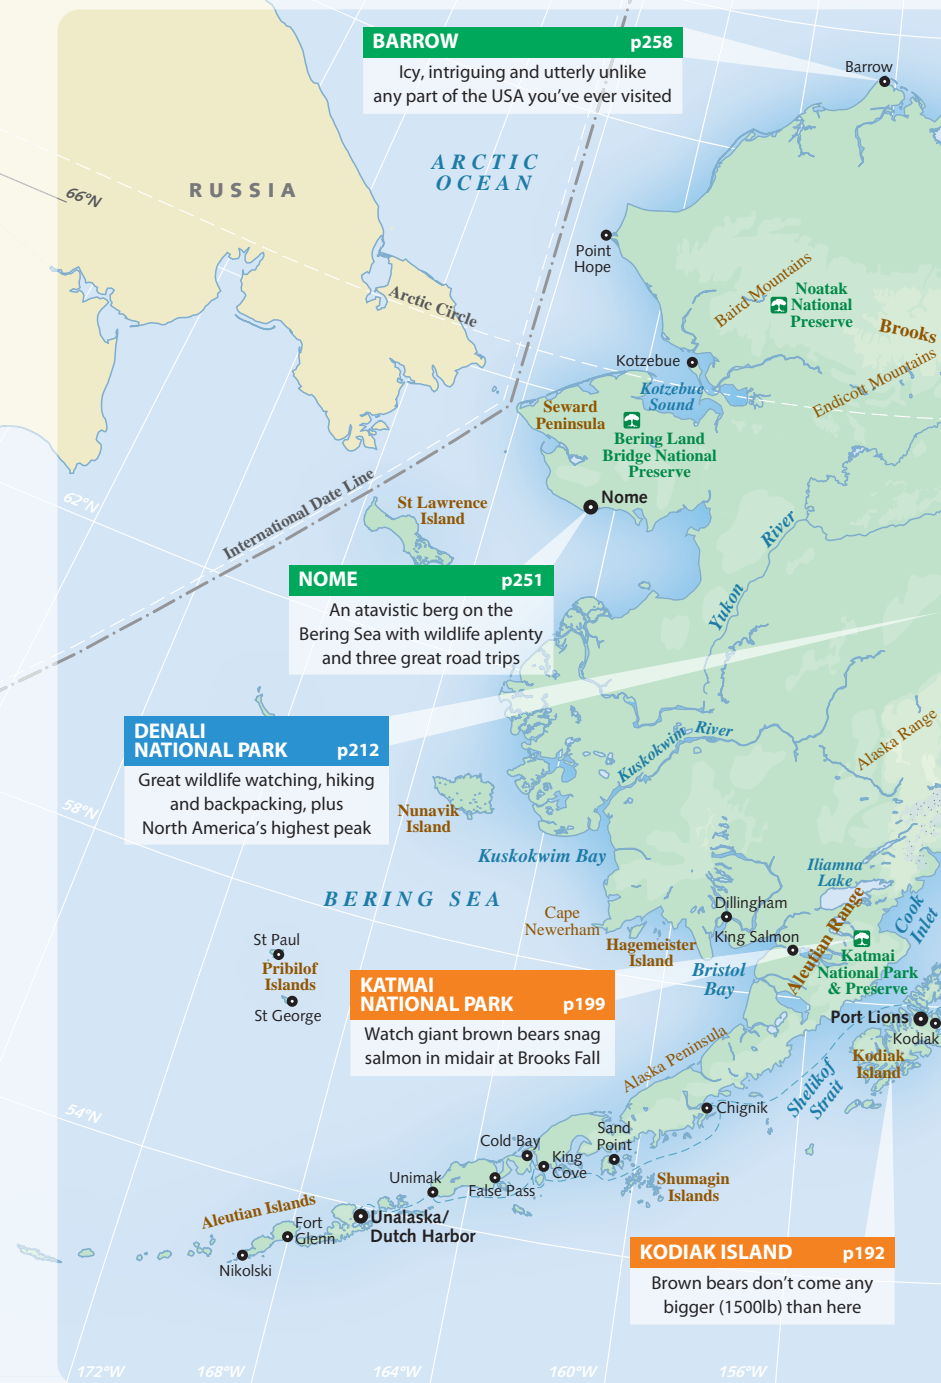 BARROW p258
Icy, intriguing and utterly unlike
any part of the USA you've ever visited
Barrow
ARCTIC
OCEAN
RUSSIA
66°N
Point
Hope
Arctic Circle
Baird Mountains
Noatak
National
Preserve
Brooks
Endicott Mountains
Kotzebue
Kotzebue
Sound
Seward
Peninsula
Bering Land
Bridge National
Preserve
62°N
International Date Line
St Lawrence
Island
Nome
Yukon River
NOME p251
An atavistic berg on the
Bering Sea with wildlife aplenty
and three great road trips
DENALI
NATIONAL PARK p212
Great wildlife watching, hiking
and backpacking, plus
North America's highest peak
Kuskokwim River
Alaska Range
58°N
Nunavik
Island
Kuskokwim Bay
BERING SEA
Iliamna
Lake
Cook
Inlet
Dillingham
Cape
Newerham
King Salmon
Hagemeister
Island
Aleutian Range
Katmai
National Park
& Preserve
Bristol
Bay
St Paul
Pribilof
Islands
St George
KATMAI
NATIONAL PARK p199
Watch giant brown bears snag
salmon in midair at Brooks Fall
Port Lions
Kodiak
Kodiak
Island
Alaska Peninsula
Shelikof
Strait
54°N
Chignik
Sand
Point
Cold Bay
King
Cove
Unimak
False Pass
Shumagin
Islands
Aleutian Islands
Fort
Glenn
Unalaska/
Dutch Harbor
Nikolski
KODIAK ISLAND p192
Brown bears don't come any
bigger (1500lb) than here
172°W 168°W 164°W 160°W 156°W